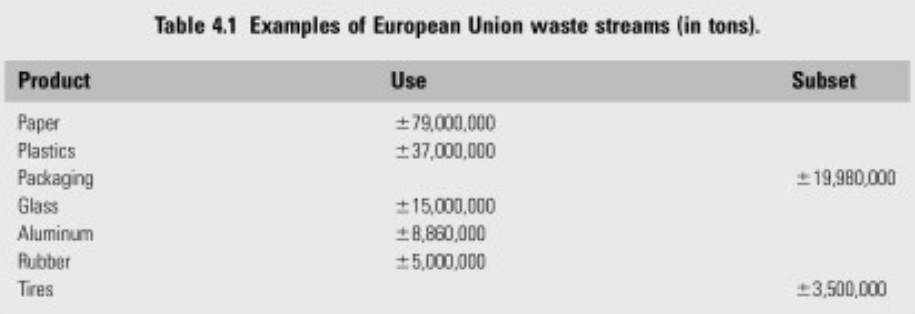 Table 4.1 Examples of European Union waste streams (in tons).
Product Use Subset
Paper ±79,000,000
Plastics ±37,000,000
Packaging ±19,980,000
Glass ±15,000,000
Aluminum ±8,860,000
Rubber ±5,000,000
Tires ±3,500,000